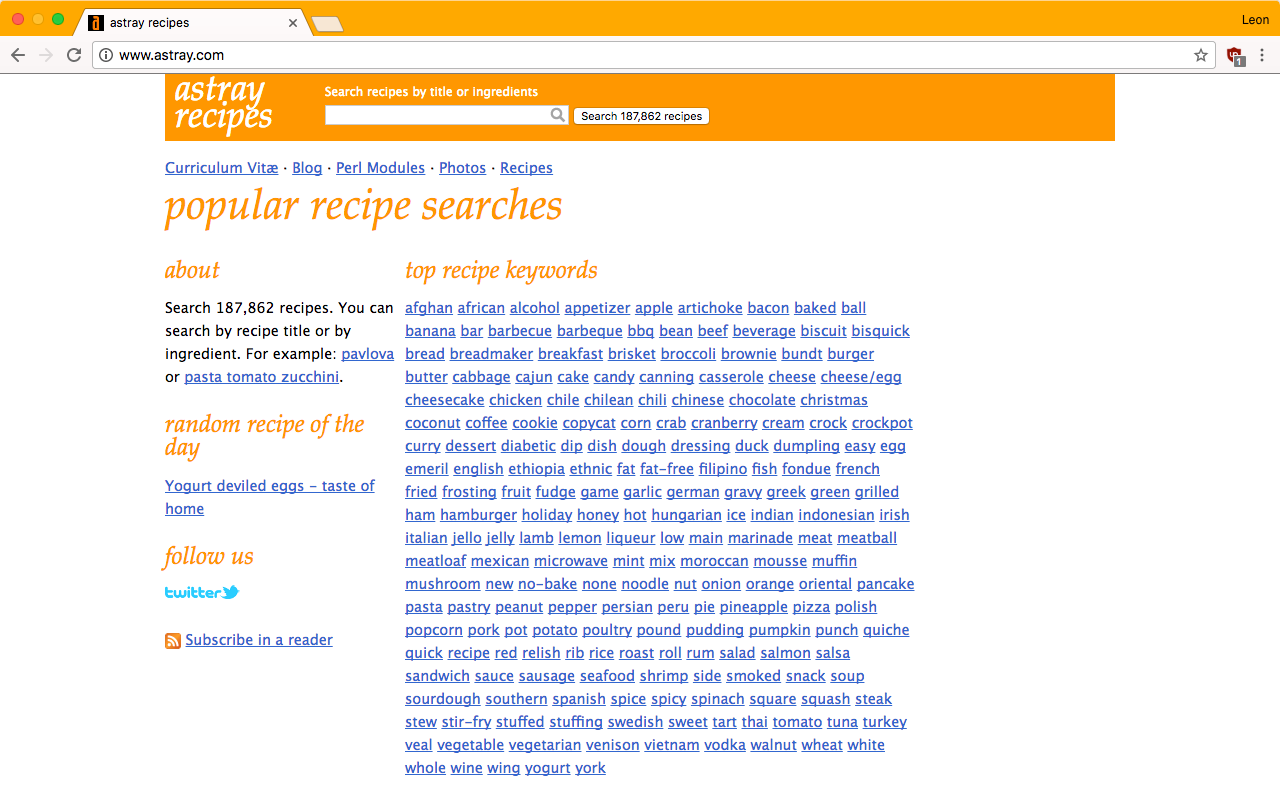 astray recipes
Leon
www.astray.com
1
astray
recipes
Search recipes by title or ingredients
Search 187,862 recipes
Curriculum Vitæ · Blog · Perl Modules · Photos · Recipes
popular recipe searches
about
Search 187,862 recipes. You can
search by recipe title or by
ingredient. For example: pavlova
or pasta tomato zucchini.
random recipe of the
day
Yogurt deviled eggs – taste of
home
follow us
twitter
Subscribe in a reader
top recipe keywords
afghan african alcohol appetizer apple artichoke bacon baked ball
banana bar barbecue barbeque bbq bean beef beverage biscuit bisquick
bread breadmaker breakfast brisket broccoli brownie bundt burger
butter cabbage cajun cake candy canning casserole cheese cheese/egg
cheesecake chicken chile chilean chili chinese chocolate christmas
coconut coffee cookie copycat corn crab cranberry cream crock crockpot
curry dessert diabetic dip dish dough dressing duck dumpling easy egg
emeril english ethiopia ethnic fat fat-free filipino fish fondue french
fried frosting fruit fudge game garlic german gravy greek green grilled
ham hamburger holiday honey hot hungarian ice indian indonesian irish
italian jello jelly lamb lemon liqueur low main marinade meat meatball
meatloaf mexican microwave mint mix moroccan mousse muffin
mushroom new no-bake none noodle nut onion orange oriental pancake
pasta pastry peanut pepper persian peru pie pineapple pizza polish
popcorn pork pot potato poultry pound pudding pumpkin punch quiche
quick recipe red relish rib rice roast roll rum salad salmon salsa
sandwich sauce sausage seafood shrimp side smoked snack soup
sourdough southern spanish spice spicy spinach square squash steak
stew stir-fry stuffed stuffing swedish sweet tart thai tomato tuna turkey
veal vegetable vegetarian venison vietnam vodka walnut wheat white
whole wine wing yogurt york